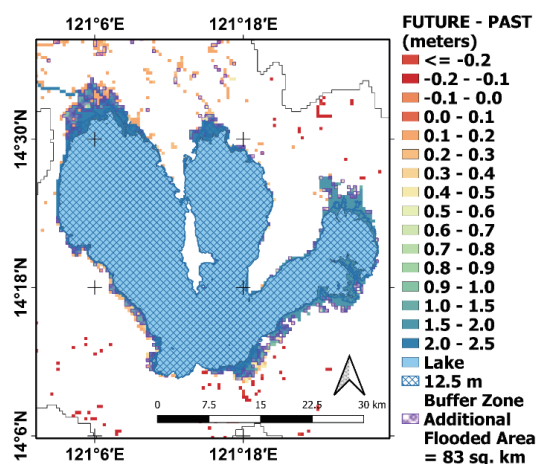 121°6'E
121°18'E
FUTURE - PAST
(meters)
<= -0.2
-0.2 - -0.1
-0.1 - 0.0
0.0 - 0.1
0.1 - 0.2
0.2 - 0.3
0.3 - 0.4
0.4 - 0.5
0.5 - 0.6
0.6 - 0.7
0.7 - 0.8
0.8 - 0.9
0.9 - 1.0
1.0 - 1.5
1.5 - 2.0
2.0 - 2.5
Lake
12.5 m
Buffer Zone
Additional
Flooded Area
= 83 sq. km
14°30'N
14°18'N
14°6'N
0
7.5
15
22.5
30 km
121°6'E
121°18'E